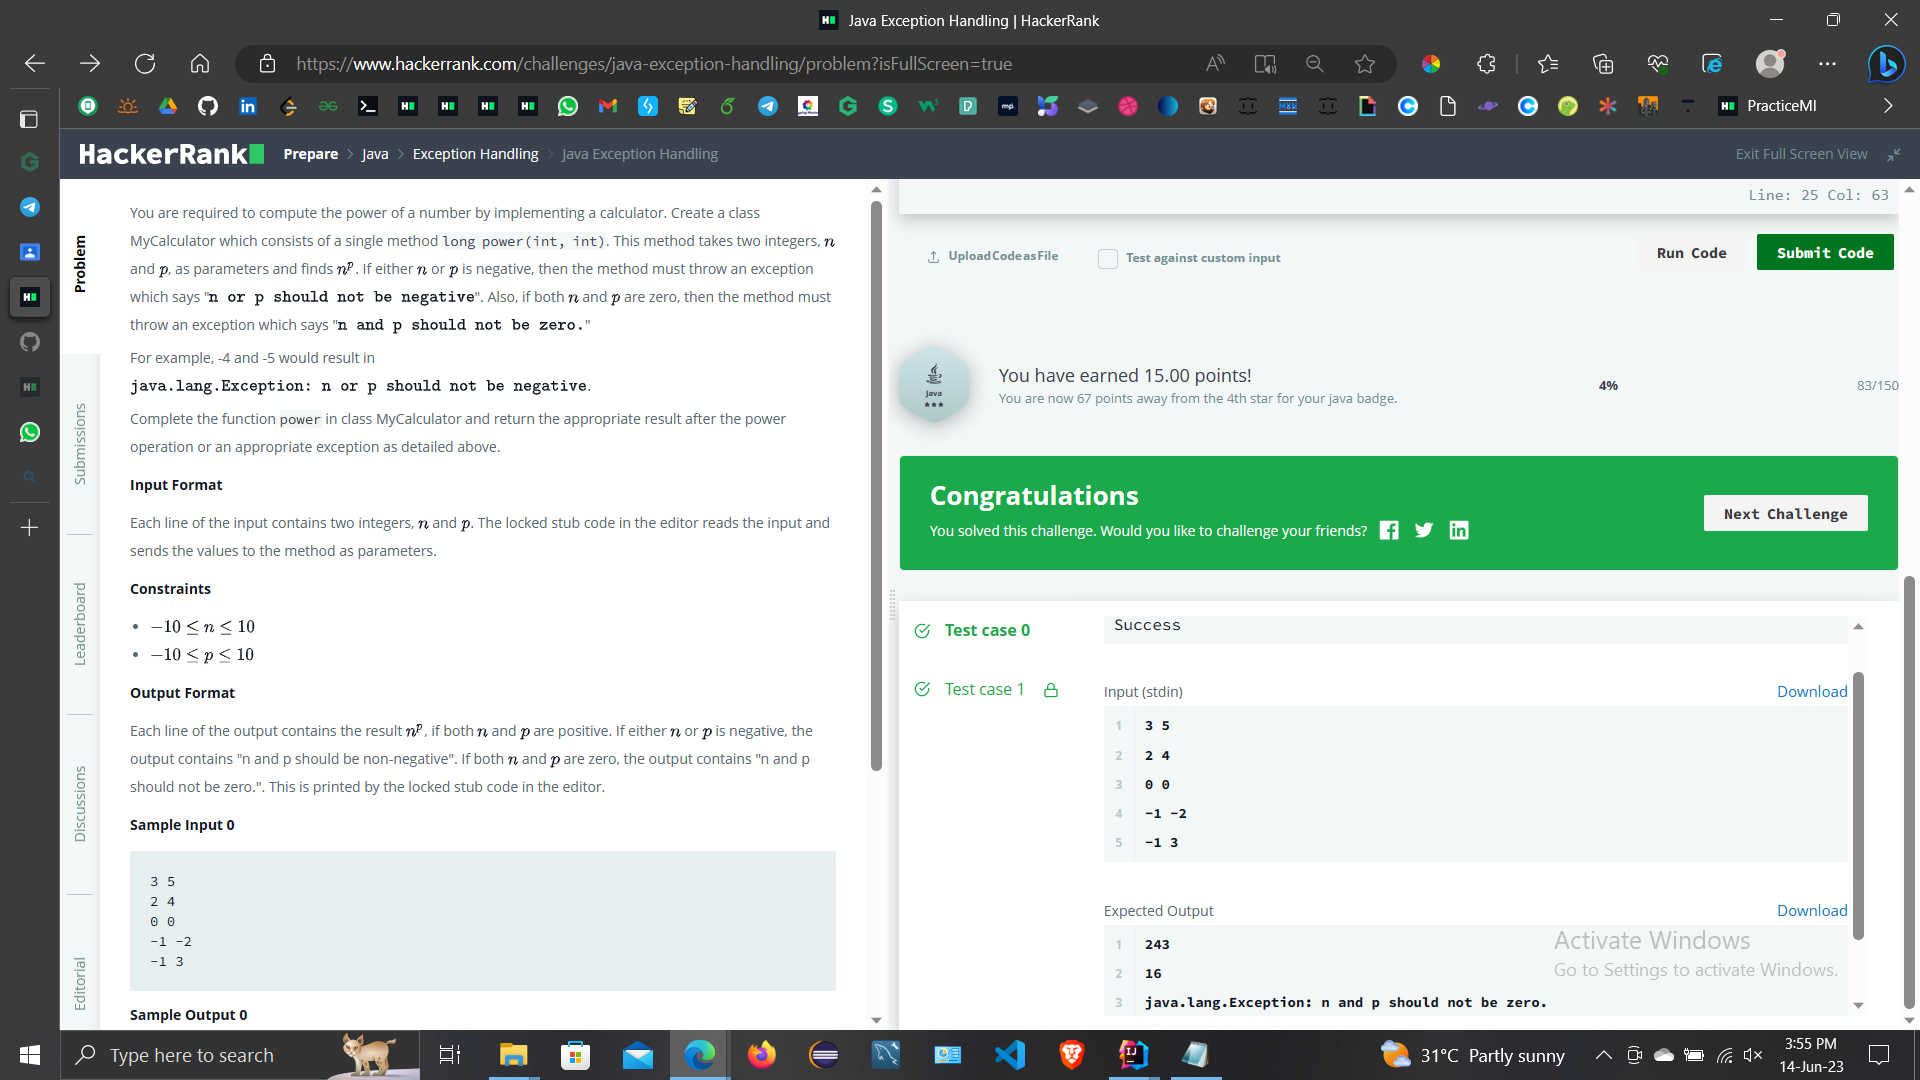 Java Exception Handling | HackerRank
https://www.hackerrank.com/challenges/java-exception-handling/problem?isFullScreen=true
PracticeMI
HackerRank
Prepare > Java > Exception Handling > Java Exception Handling
Exit Full Screen View
Problem
Submissions
Leaderboard
Discussions
Editorial
You are required to compute the power of a number by implementing a calculator. Create a class
MyCalculator which consists of a single method long power(int, int). This method takes two integers, n
and p, as parameters and finds n^p. If either n or p is negative, then the method must throw an exception
which says "n or p should not be negative". Also, if both n and p are zero, then the method must
throw an exception which says "n and p should not be zero."
For example, -4 and -5 would result in
java.lang.Exception: n or p should not be negative.
Complete the function power in class MyCalculator and return the appropriate result after the power
operation or an appropriate exception as detailed above.
Input Format
Each line of the input contains two integers, n and p. The locked stub code in the editor reads the input and
sends the values to the method as parameters.
Constraints
• −10 ≤ n ≤ 10
• −10 ≤ p ≤ 10
Output Format
Each line of the output contains the result n^p, if both n and p are positive. If either n or p is negative, the
output contains "n and p should be non-negative". If both n and p are zero, the output contains "n and p
should not be zero.". This is printed by the locked stub code in the editor.
Sample Input 0
3 5
2 4
0 0
-1 -2
-1 3
Sample Output 0
Line: 25 Col: 63
Upload Code as File
Test against custom input
Run Code
Submit Code
Java
You have earned 15.00 points!
You are now 67 points away from the 4th star for your java badge.
4%
83/150
Congratulations
You solved this challenge. Would you like to challenge your friends?
Next Challenge
Test case 0
Test case 1
Success
Input (stdin)
Download
1 3 5
2 2 4
3 0 0
4 -1 -2
5 -1 3
Expected Output
Download
1 243
2 16
3 java.lang.Exception: n and p should not be zero.
Activate Windows
Go to Settings to activate Windows.
Type here to search
31°C Partly sunny
3:55 PM
14-Jun-23